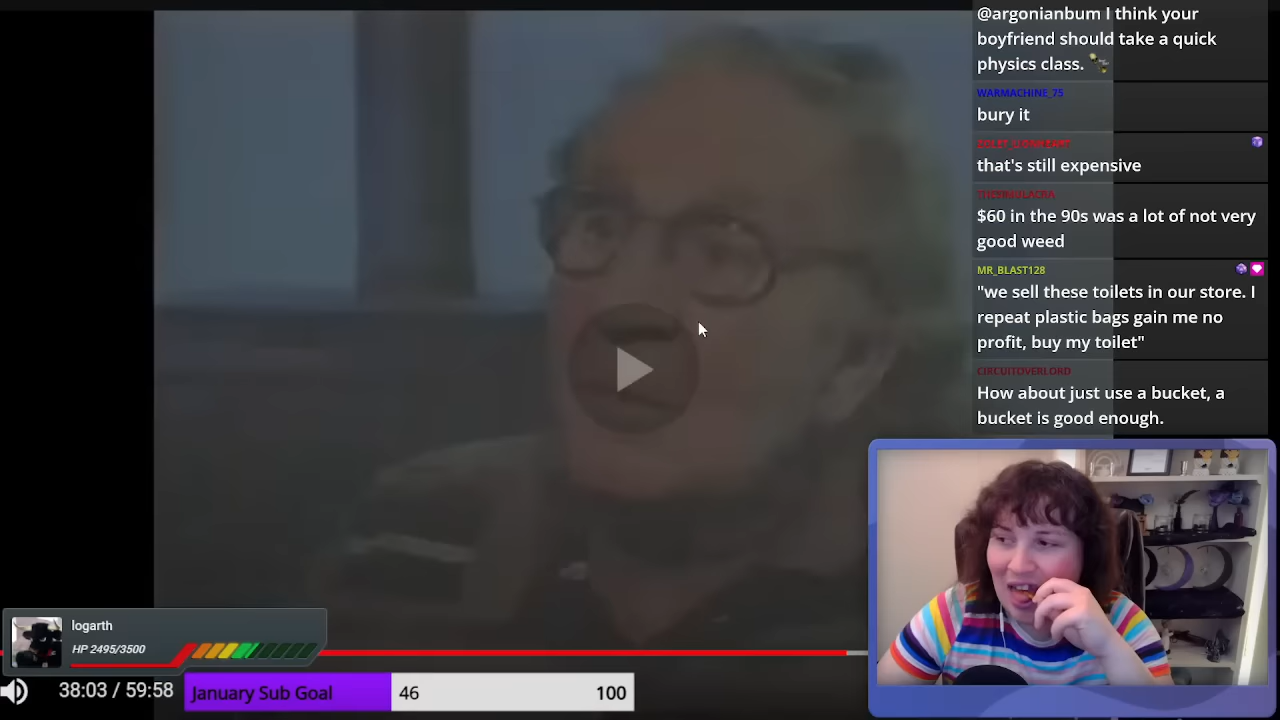 @argonianbum I think your
boyfriend should take a quick
physics class.
WARMACHINE_75
bury it
that's still expensive
$60 in the 90s was a lot of not very
good weed
MR_BLAST128
"we sell these toilets in our store. I
repeat plastic bags gain me no
profit, buy my toilet"
CIRCUITOVERLORD
How about just use a bucket, a
bucket is good enough.
logarth
HP 2495/3500
38:03 / 59:58
January Sub Goal
46
100